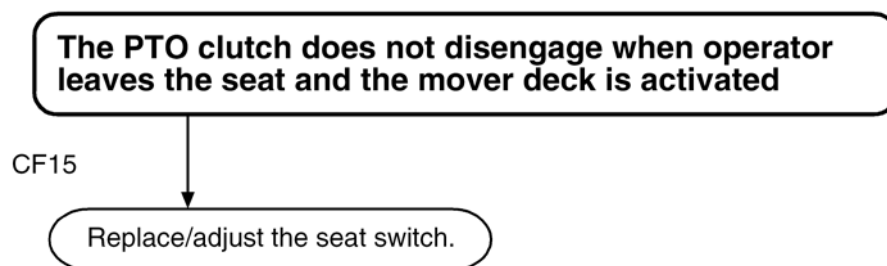 The PTO clutch does not disengage when operator
leaves the seat and the mover deck is activated
CF15
Replace/adjust the seat switch.